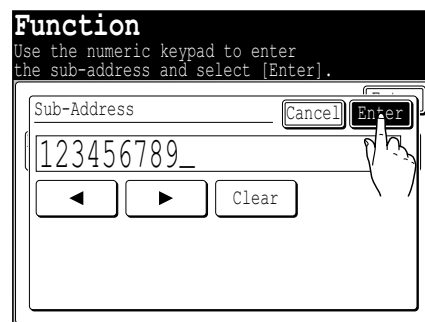 Function
Use the numeric keypad to enter
the sub-address and select [Enter].
Sub-Address
Cancel
Enter
123456789_
◄ ► Clear